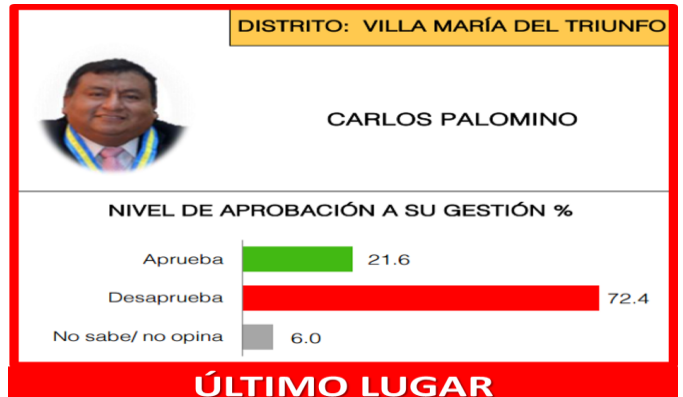 DISTRITO: VILLA MARÍA DEL TRIUNFO
CARLOS PALOMINO
NIVEL DE APROBACIÓN A SU GESTIÓN %
Aprueba 21.6
Desaprueba 72.4
No sabe/ no opina 6.0
ÚLTIMO LUGAR